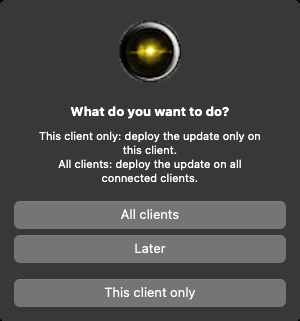 What do you want to do?
This client only: deploy the update only on
this client.
All clients: deploy the update on all
connected clients.
All clients
Later
This client only